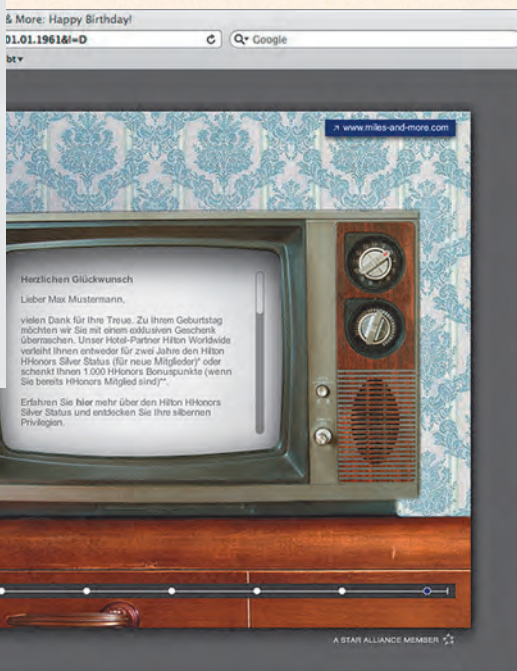 & More: Happy Birthday!
01.01.1961&l=D
Google
bt
www.miles-and-more.com
Herzlichen Glückwunsch
Lieber Max Mustermann,
vielen Dank für Ihre Treue. Zu Ihrem Geburtstag
möchten wir Sie mit einem exklusiven Geschenk
überraschen. Unser Hotel-Partner Hilton Worldwide
verleiht Ihnen entweder für zwei Jahre den Hilton
HHonors Silver Status (für neue Mitglieder)* oder
schenkt Ihnen 1.000 HHonors Bonuspunkte (wenn
Sie bereits HHonors Mitglied sind)**.
Erfahren Sie hier mehr über den Hilton HHonors
Silver Status und entdecken Sie Ihre silbernen
Privilegien.
A STAR ALLIANCE MEMBER